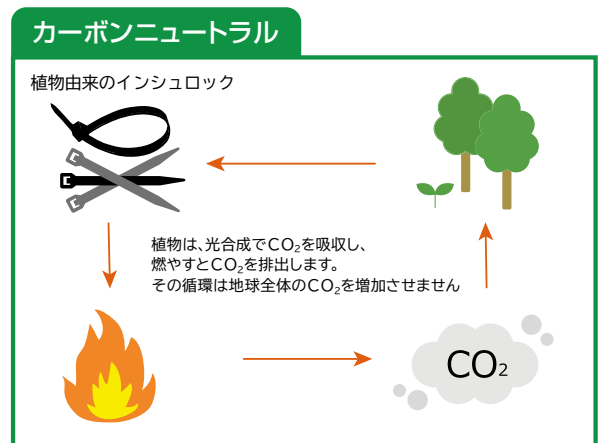 カーボンニュートラル
植物由来のインシュロック
植物は、光合成でCO₂を吸収し、
燃やすとCO₂を排出します。
その循環は地球全体のCO₂を増加させません
CO₂